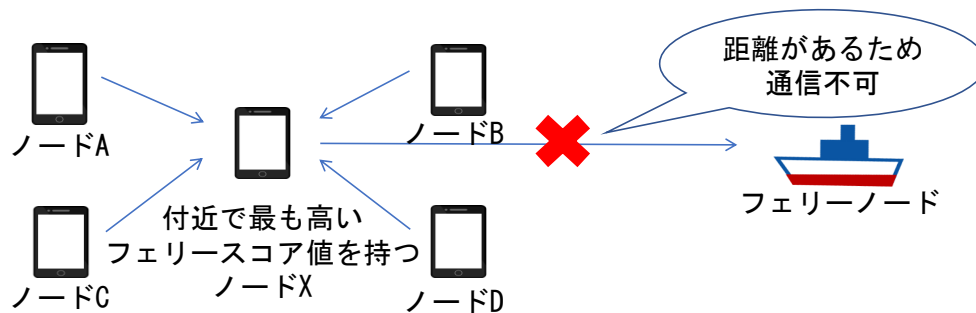 距離があるため
通信不可
ノードA
ノードB
フェリーノード
付近で最も高い
フェリースコア値を持つ
ノードX
ノードC
ノードD